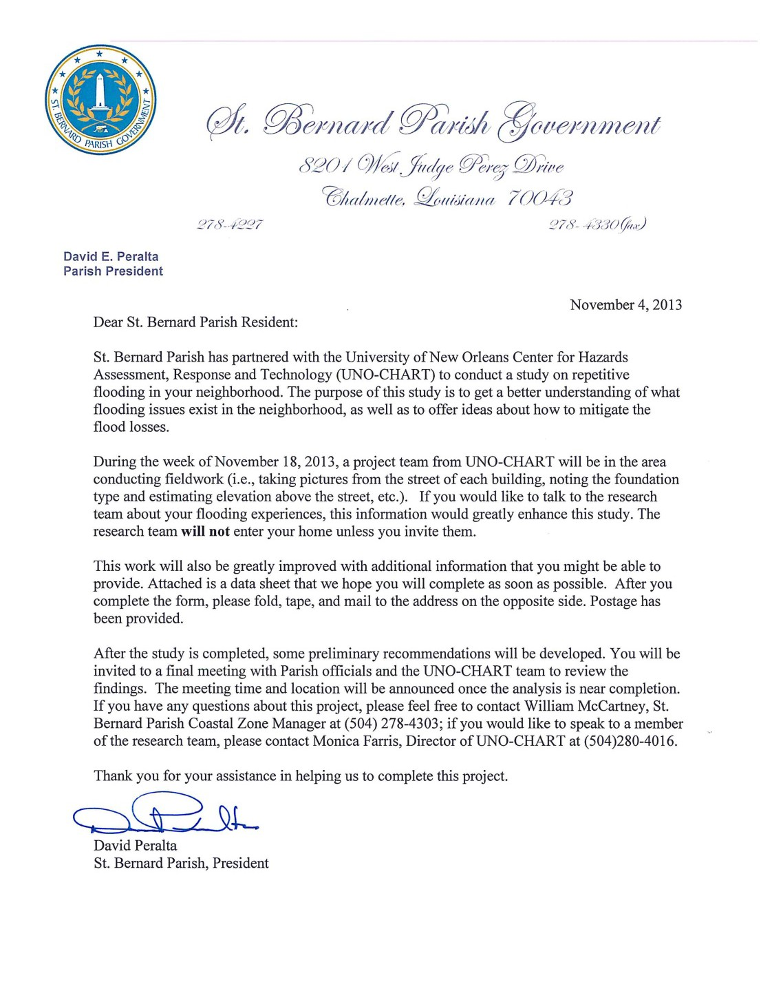 ST. BERNARD PARISH GOVERNMENT
St. Bernard Parish Government
8201 West Judge Perez Drive
Chalmette, Louisiana 70043
278-4227 278-4330 (fax)
David E. Peralta
Parish President
November 4, 2013
Dear St. Bernard Parish Resident:
St. Bernard Parish has partnered with the University of New Orleans Center for Hazards
Assessment, Response and Technology (UNO-CHART) to conduct a study on repetitive
flooding in your neighborhood. The purpose of this study is to get a better understanding of what
flooding issues exist in the neighborhood, as well as to offer ideas about how to mitigate the
flood losses.
During the week of November 18, 2013, a project team from UNO-CHART will be in the area
conducting fieldwork (i.e., taking pictures from the street of each building, noting the foundation
type and estimating elevation above the street, etc.). If you would like to talk to the research
team about your flooding experiences, this information would greatly enhance this study. The
research team will not enter your home unless you invite them.
This work will also be greatly improved with additional information that you might be able to
provide. Attached is a data sheet that we hope you will complete as soon as possible. After you
complete the form, please fold, tape, and mail to the address on the opposite side. Postage has
been provided.
After the study is completed, some preliminary recommendations will be developed. You will be
invited to a final meeting with Parish officials and the UNO-CHART team to review the
findings. The meeting time and location will be announced once the analysis is near completion.
If you have any questions about this project, please feel free to contact William McCartney, St.
Bernard Parish Coastal Zone Manager at (504) 278-4303; if you would like to speak to a member
of the research team, please contact Monica Farris, Director of UNO-CHART at (504)280-4016.
Thank you for your assistance in helping us to complete this project.
David Peralta
St. Bernard Parish, President